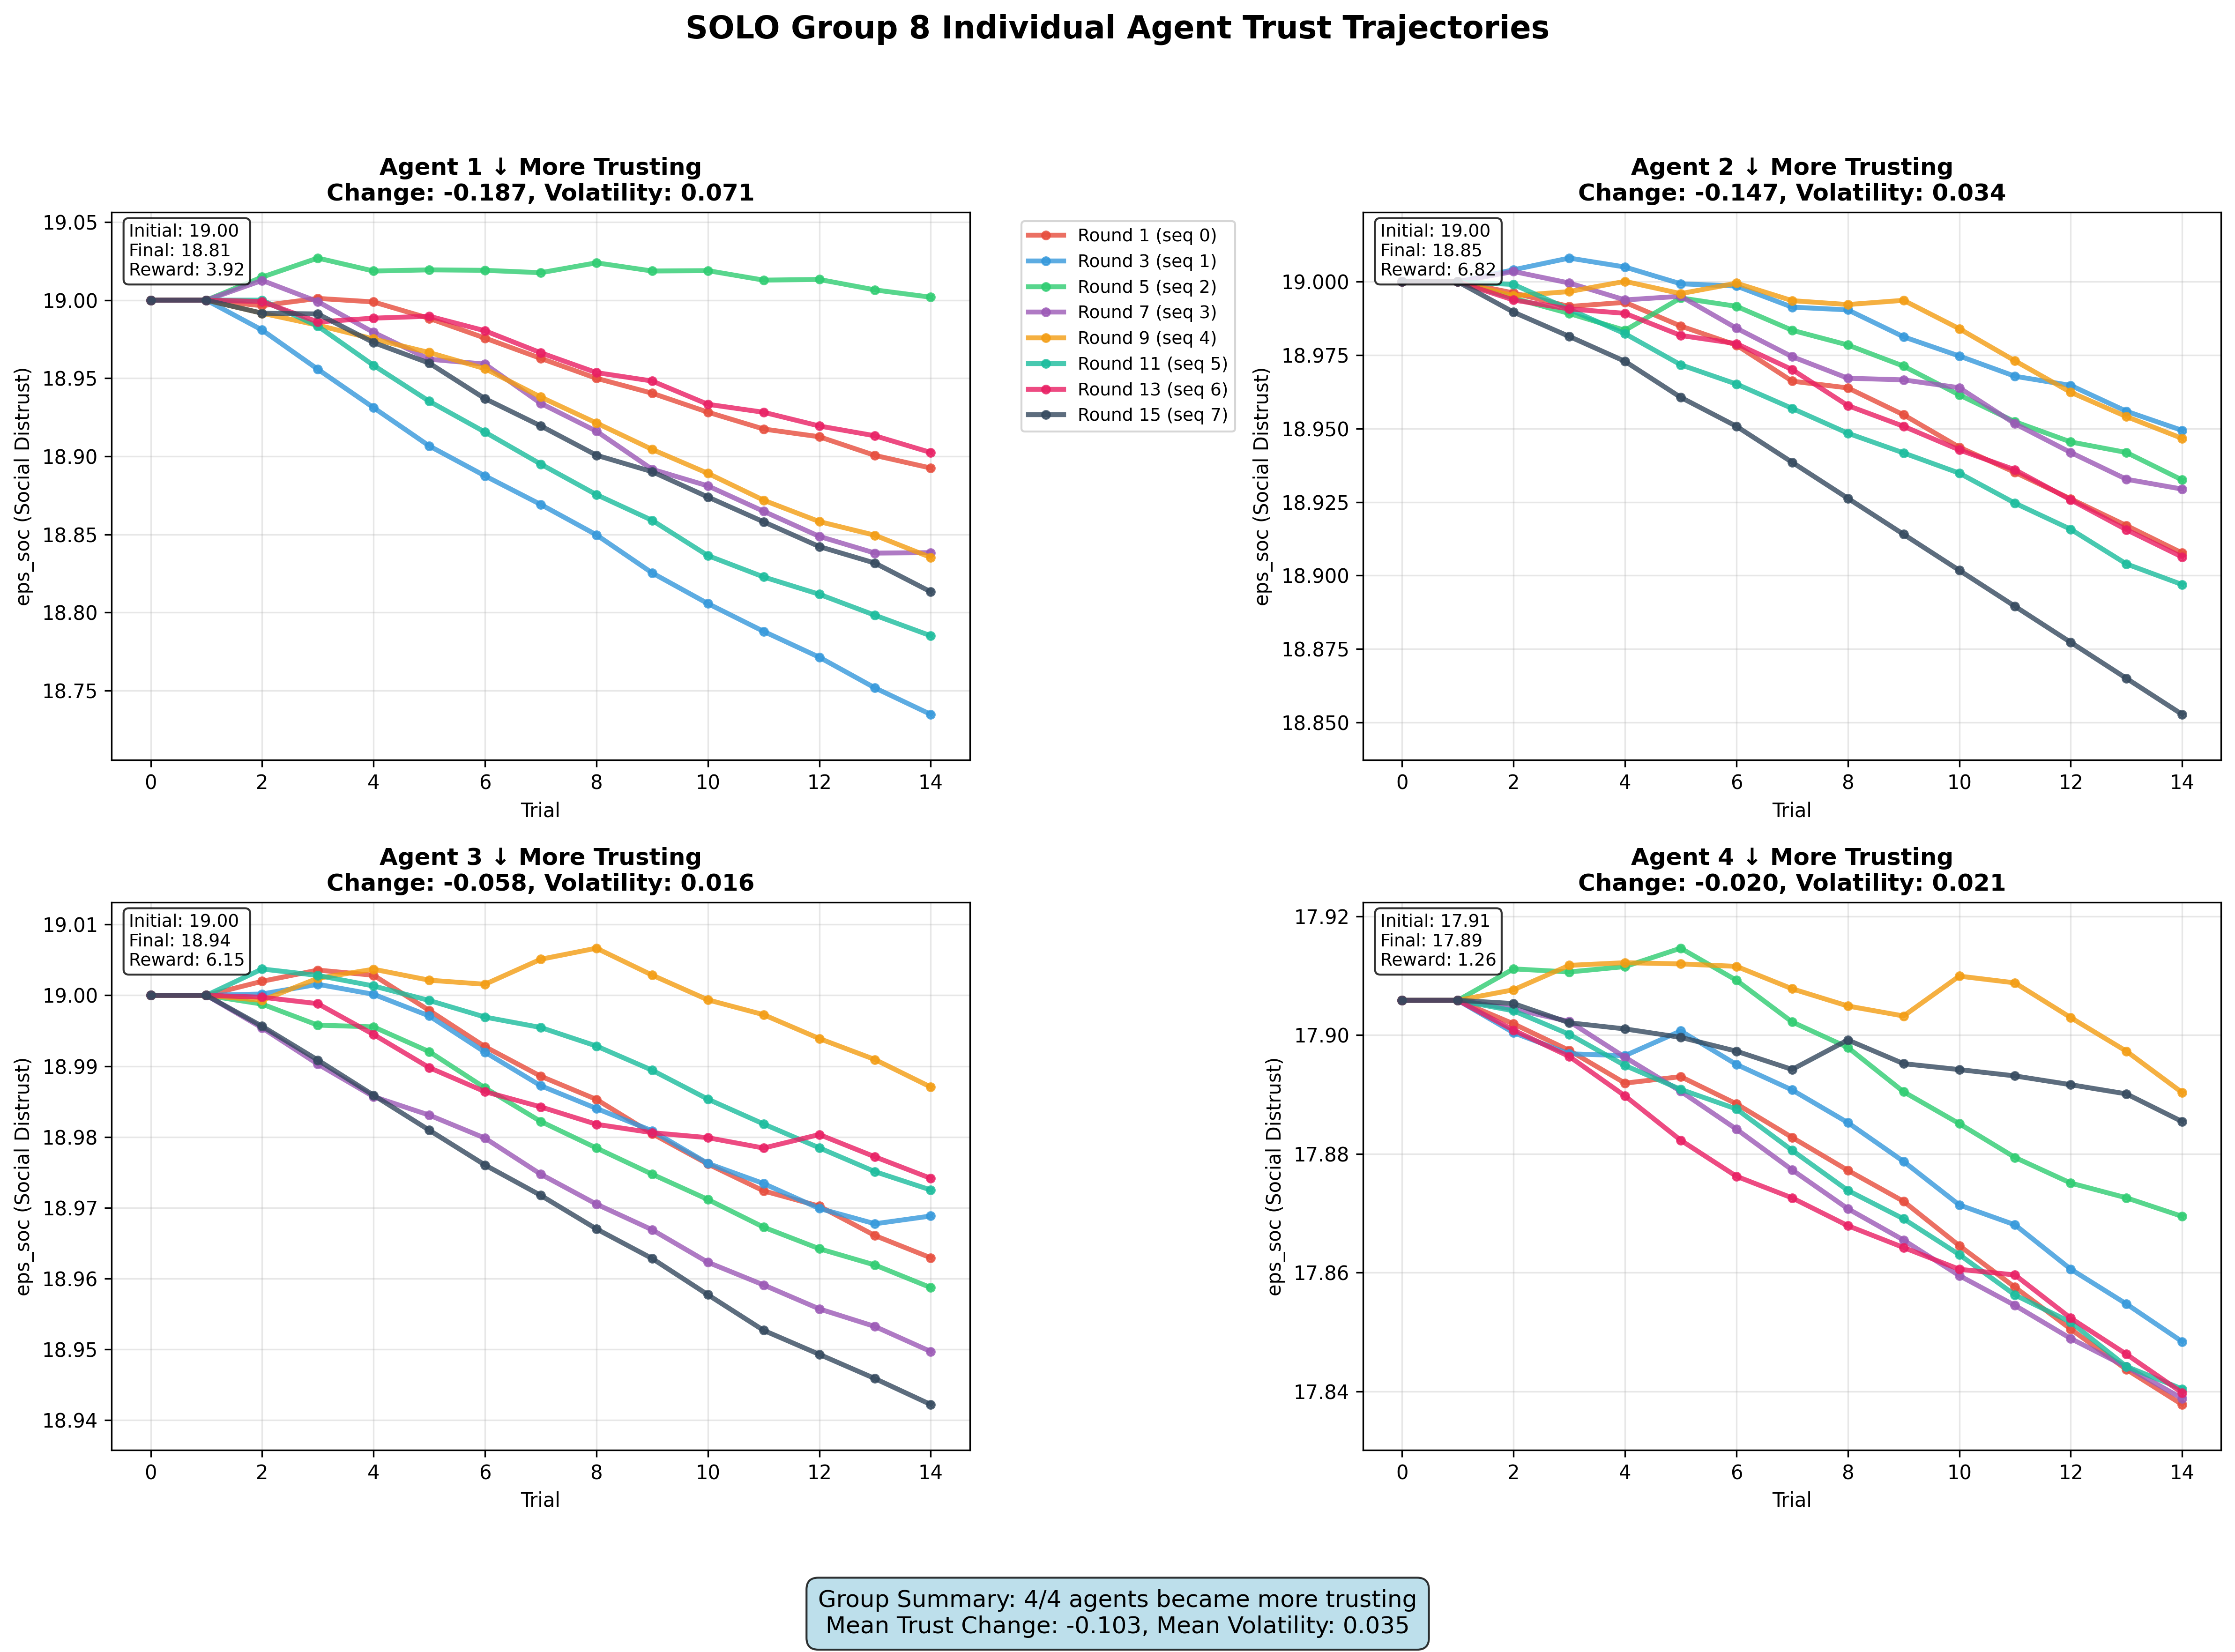 SOLO Group 8 Individual Agent Trust Trajectories
Agent 1 ↓ More Trusting
Change: -0.187, Volatility: 0.071
19.05
19.00
18.95
18.90
18.85
18.80
18.75
eps_soc (Social Distrust)
Initial: 19.00
Final: 18.81
Reward: 3.92
0 2 4 6 8 10 12 14
Trial
Round 1 (seq 0)
Round 3 (seq 1)
Round 5 (seq 2)
Round 7 (seq 3)
Round 9 (seq 4)
Round 11 (seq 5)
Round 13 (seq 6)
Round 15 (seq 7)
Agent 2 ↓ More Trusting
Change: -0.147, Volatility: 0.034
19.000
18.975
18.950
18.925
18.900
18.875
18.850
eps_soc (Social Distrust)
Initial: 19.00
Final: 18.85
Reward: 6.82
0 2 4 6 8 10 12 14
Trial
Agent 3 ↓ More Trusting
Change: -0.058, Volatility: 0.016
19.01
19.00
18.99
18.98
18.97
18.96
18.95
18.94
eps_soc (Social Distrust)
Initial: 19.00
Final: 18.94
Reward: 6.15
0 2 4 6 8 10 12 14
Trial
Agent 4 ↓ More Trusting
Change: -0.020, Volatility: 0.021
17.92
17.90
17.88
17.86
17.84
eps_soc (Social Distrust)
Initial: 17.91
Final: 17.89
Reward: 1.26
0 2 4 6 8 10 12 14
Trial
Group Summary: 4/4 agents became more trusting
Mean Trust Change: -0.103, Mean Volatility: 0.035